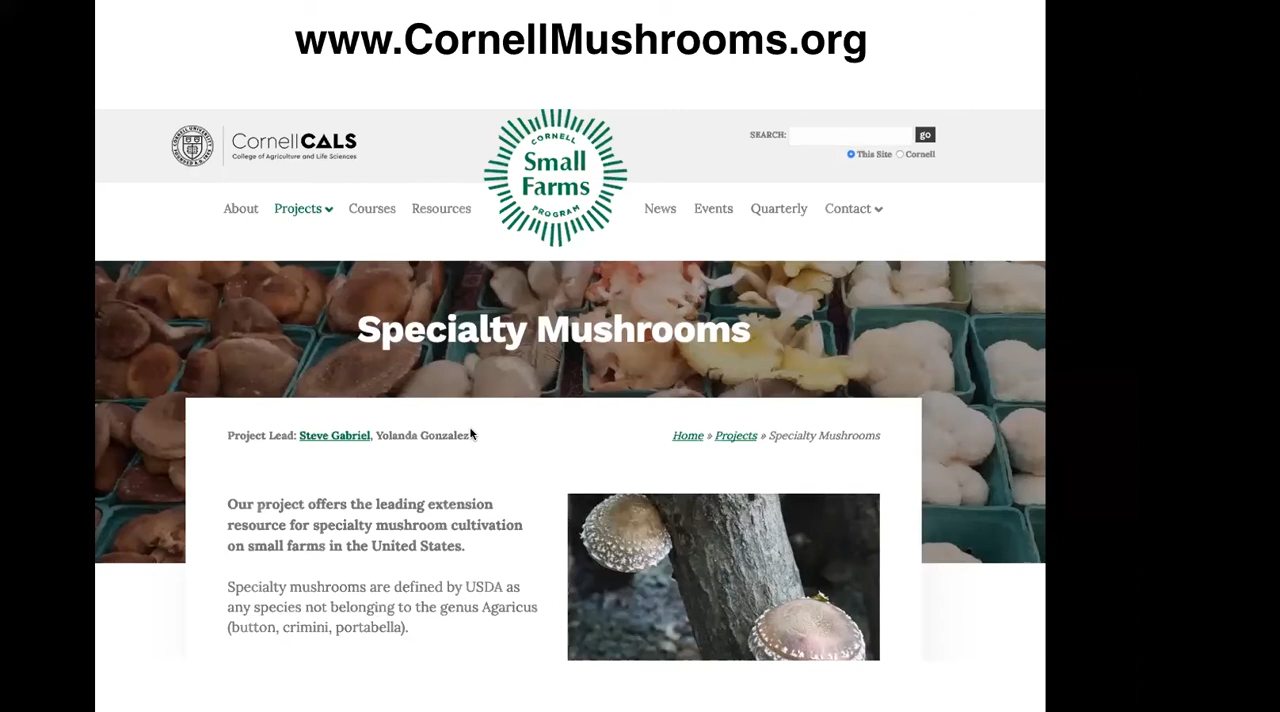 www.CornellMushrooms.org
CornellCALS
College of Agriculture and Life Sciences
CORNELL
Small
Farms
PROGRAM
SEARCH:
go
This Site
Cornell
About
Projects
Courses
Resources
News
Events
Quarterly
Contact
Specialty Mushrooms
Project Lead: Steve Gabriel, Yolanda Gonzalez
Home » Projects » Specialty Mushrooms
Our project offers the leading extension
resource for specialty mushroom cultivation
on small farms in the United States.
Specialty mushrooms are defined by USDA as
any species not belonging to the genus Agaricus
(button, crimini, portabella).